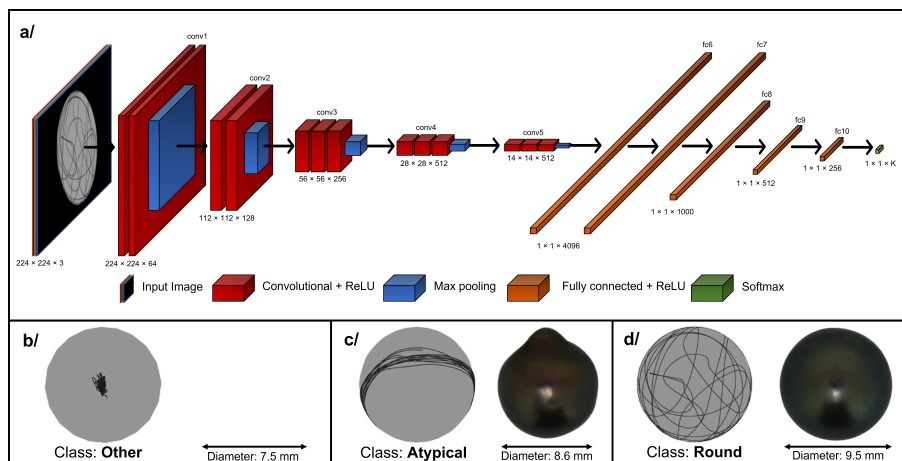 a/
conv1
conv2
conv3
conv4
conv5
fc6
fc7
fc8
fc9
fc10
224 × 224 × 3
224 × 224 × 64
112 × 112 × 128
56 × 56 × 256
28 × 28 × 512
14 × 14 × 512
1 × 1 × 4096
1 × 1 × 1000
1 × 1 × 512
1 × 1 × 256
1 × 1 × K
Input Image
Convolutional + ReLU
Max pooling
Fully connected + ReLU
Softmax
b/
Class: Other
Diameter: 7.5 mm
c/
Class: Atypical
Diameter: 8.6 mm
d/
Class: Round
Diameter: 9.5 mm